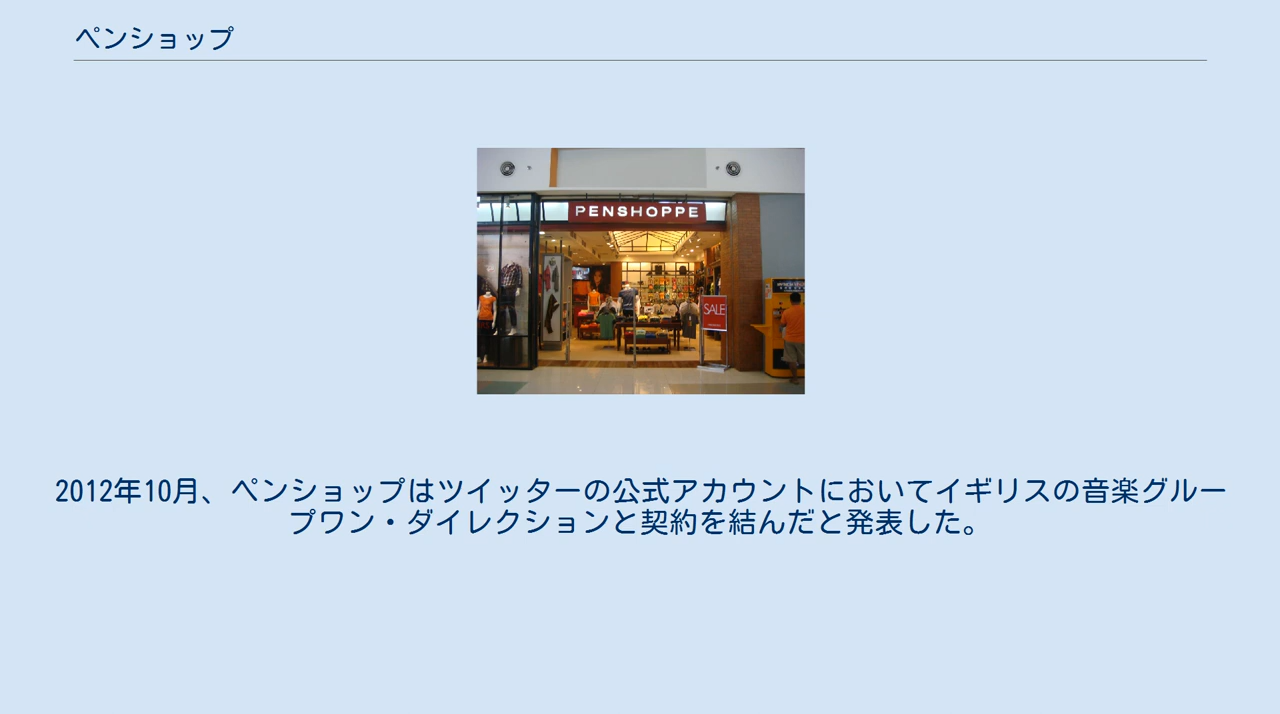 ペンショップ
PENSHOPPE
SALE
2012年10月、ペンショップはツイッターの公式アカウントにおいてイギリスの音楽グルー
プワン・ダイレクションと契約を結んだと発表した。